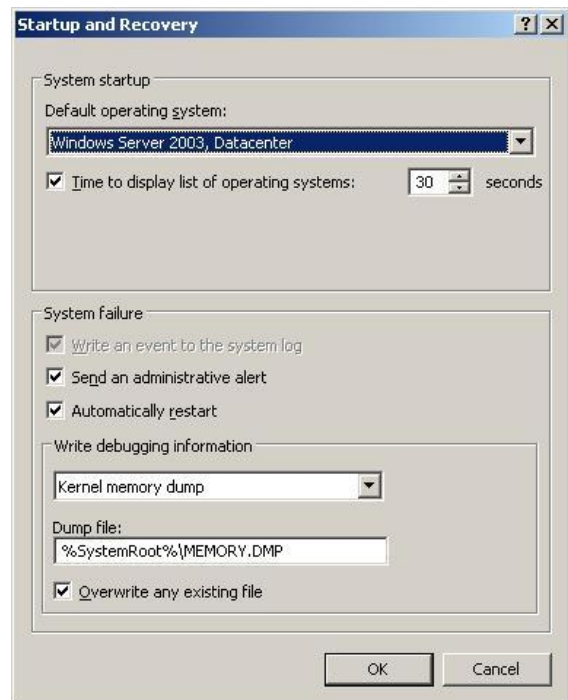 Startup and Recovery
System startup
Default operating system:
Windows Server 2003, Datacenter
Time to display list of operating systems: 30 seconds
System failure
Write an event to the system log
Send an administrative alert
Automatically restart
Write debugging information
Kernel memory dump
Dump file:
%SystemRoot%\MEMORY.DMP
Overwrite any existing file
OK Cancel